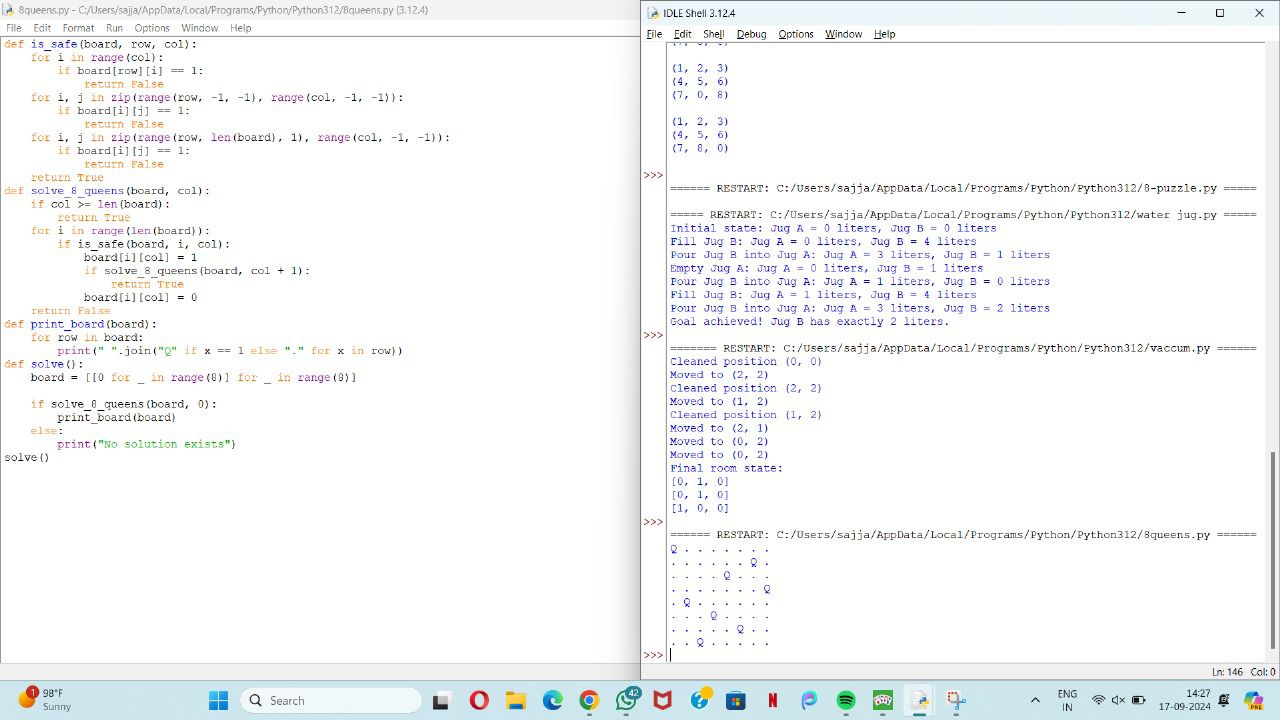 8queens.py - C:/Users/sajja/AppData/Local/Programs/Python/Python312/8queens.py (3.12.4)
File Edit Format Run Options Window Help
def is_safe(board, row, col):
    for i in range(col):
        if board[row][i] == 1:
            return False
    for i, j in zip(range(row, -1, -1), range(col, -1, -1)):
        if board[i][j] == 1:
            return False
    for i, j in zip(range(row, len(board), 1), range(col, -1, -1)):
        if board[i][j] == 1:
            return False
    return True
def solve_8_queens(board, col):
    if col >= len(board):
        return True
    for i in range(len(board)):
        if is_safe(board, i, col):
            board[i][col] = 1
            if solve_8_queens(board, col + 1):
                return True
            board[i][col] = 0
    return False
def print_board(board):
    for row in board:
        print(" ".join("Q" if x == 1 else "." for x in row))
def solve():
    board = [[0 for _ in range(8)] for _ in range(8)]
    if solve_8_queens(board, 0):
        print_board(board)
    else:
        print("No solution exists")
solve()
IDLE Shell 3.12.4
File Edit Shell Debug Options Window Help
(1, 2, 3)
(4, 5, 6)
(7, 0, 8)
(1, 2, 3)
(4, 5, 6)
(7, 8, 0)
>>>
====== RESTART: C:/Users/sajja/AppData/Local/Programs/Python/Python312/8-puzzle.py =====
===== RESTART: C:/Users/sajja/AppData/Local/Programs/Python/Python312/water jug.py =====
Initial state: Jug A = 0 liters, Jug B = 0 liters
Fill Jug B: Jug A = 0 liters, Jug B = 4 liters
Pour Jug B into Jug A: Jug A = 3 liters, Jug B = 1 liters
Empty Jug A: Jug A = 0 liters, Jug B = 1 liters
Pour Jug B into Jug A: Jug A = 1 liters, Jug B = 0 liters
Fill Jug B: Jug A = 1 liters, Jug B = 4 liters
Pour Jug B into Jug A: Jug A = 3 liters, Jug B = 2 liters
Goal achieved! Jug B has exactly 2 liters.
>>>
======= RESTART: C:/Users/sajja/AppData/Local/Programs/Python/Python312/vaccum.py ======
Cleaned position (0, 0)
Moved to (2, 2)
Cleaned position (2, 2)
Moved to (1, 2)
Cleaned position (1, 2)
Moved to (2, 1)
Moved to (0, 2)
Moved to (0, 2)
Final room state:
[0, 1, 0]
[0, 1, 0]
[1, 0, 0]
>>>
====== RESTART: C:/Users/sajja/AppData/Local/Programs/Python/Python312/8queens.py ======
Q . . . . . . .
. . . . . . Q .
. . . . Q . . .
. . . . . . . Q
. Q . . . . . .
. . . Q . . . .
. . . . . Q . .
. . Q . . . . .
>>>
Ln: 146 Col: 0
1 98°F
Sunny
Search
42
ENG
IN
14:27
17-09-2024
PRE